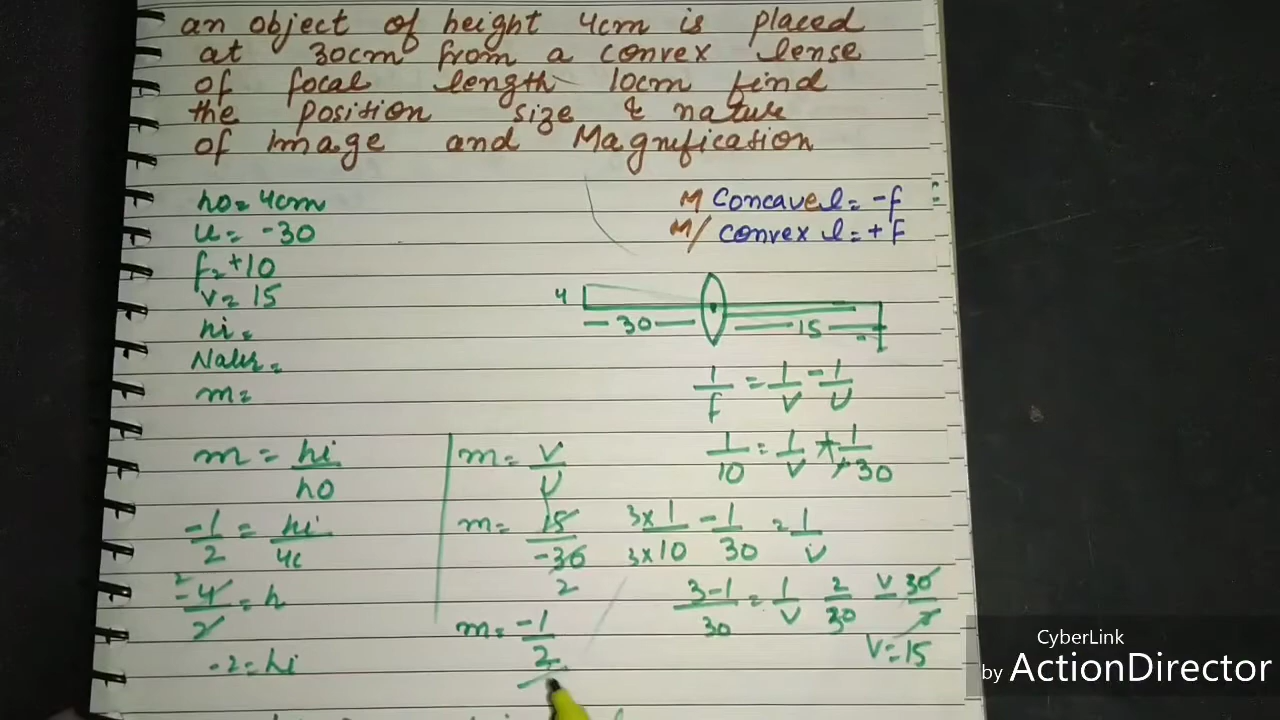 an object of height 4cm is placed
at 30cm from a convex lense
of focal length 10cm find
the position size & nature
of image and Magnification
ho = 4cm
u = -30
f = +10
v = 15
hi =
m =
M Concave l = -f
M/ convex l = + F
4
30
15
1/f = 1/v - 1/u
1/10 = 1/v + 1/30
3x1/3x10 - 1/30 = 1/v
3-1/30 = 1/v 2/30 v 30/2
v = 15
m = hi/ho
-1/2 = hi/4
-4/2 = h
-2 = hi
m = v/u
m = 15/-30
2
m = -1/2
CyberLink
by ActionDirector